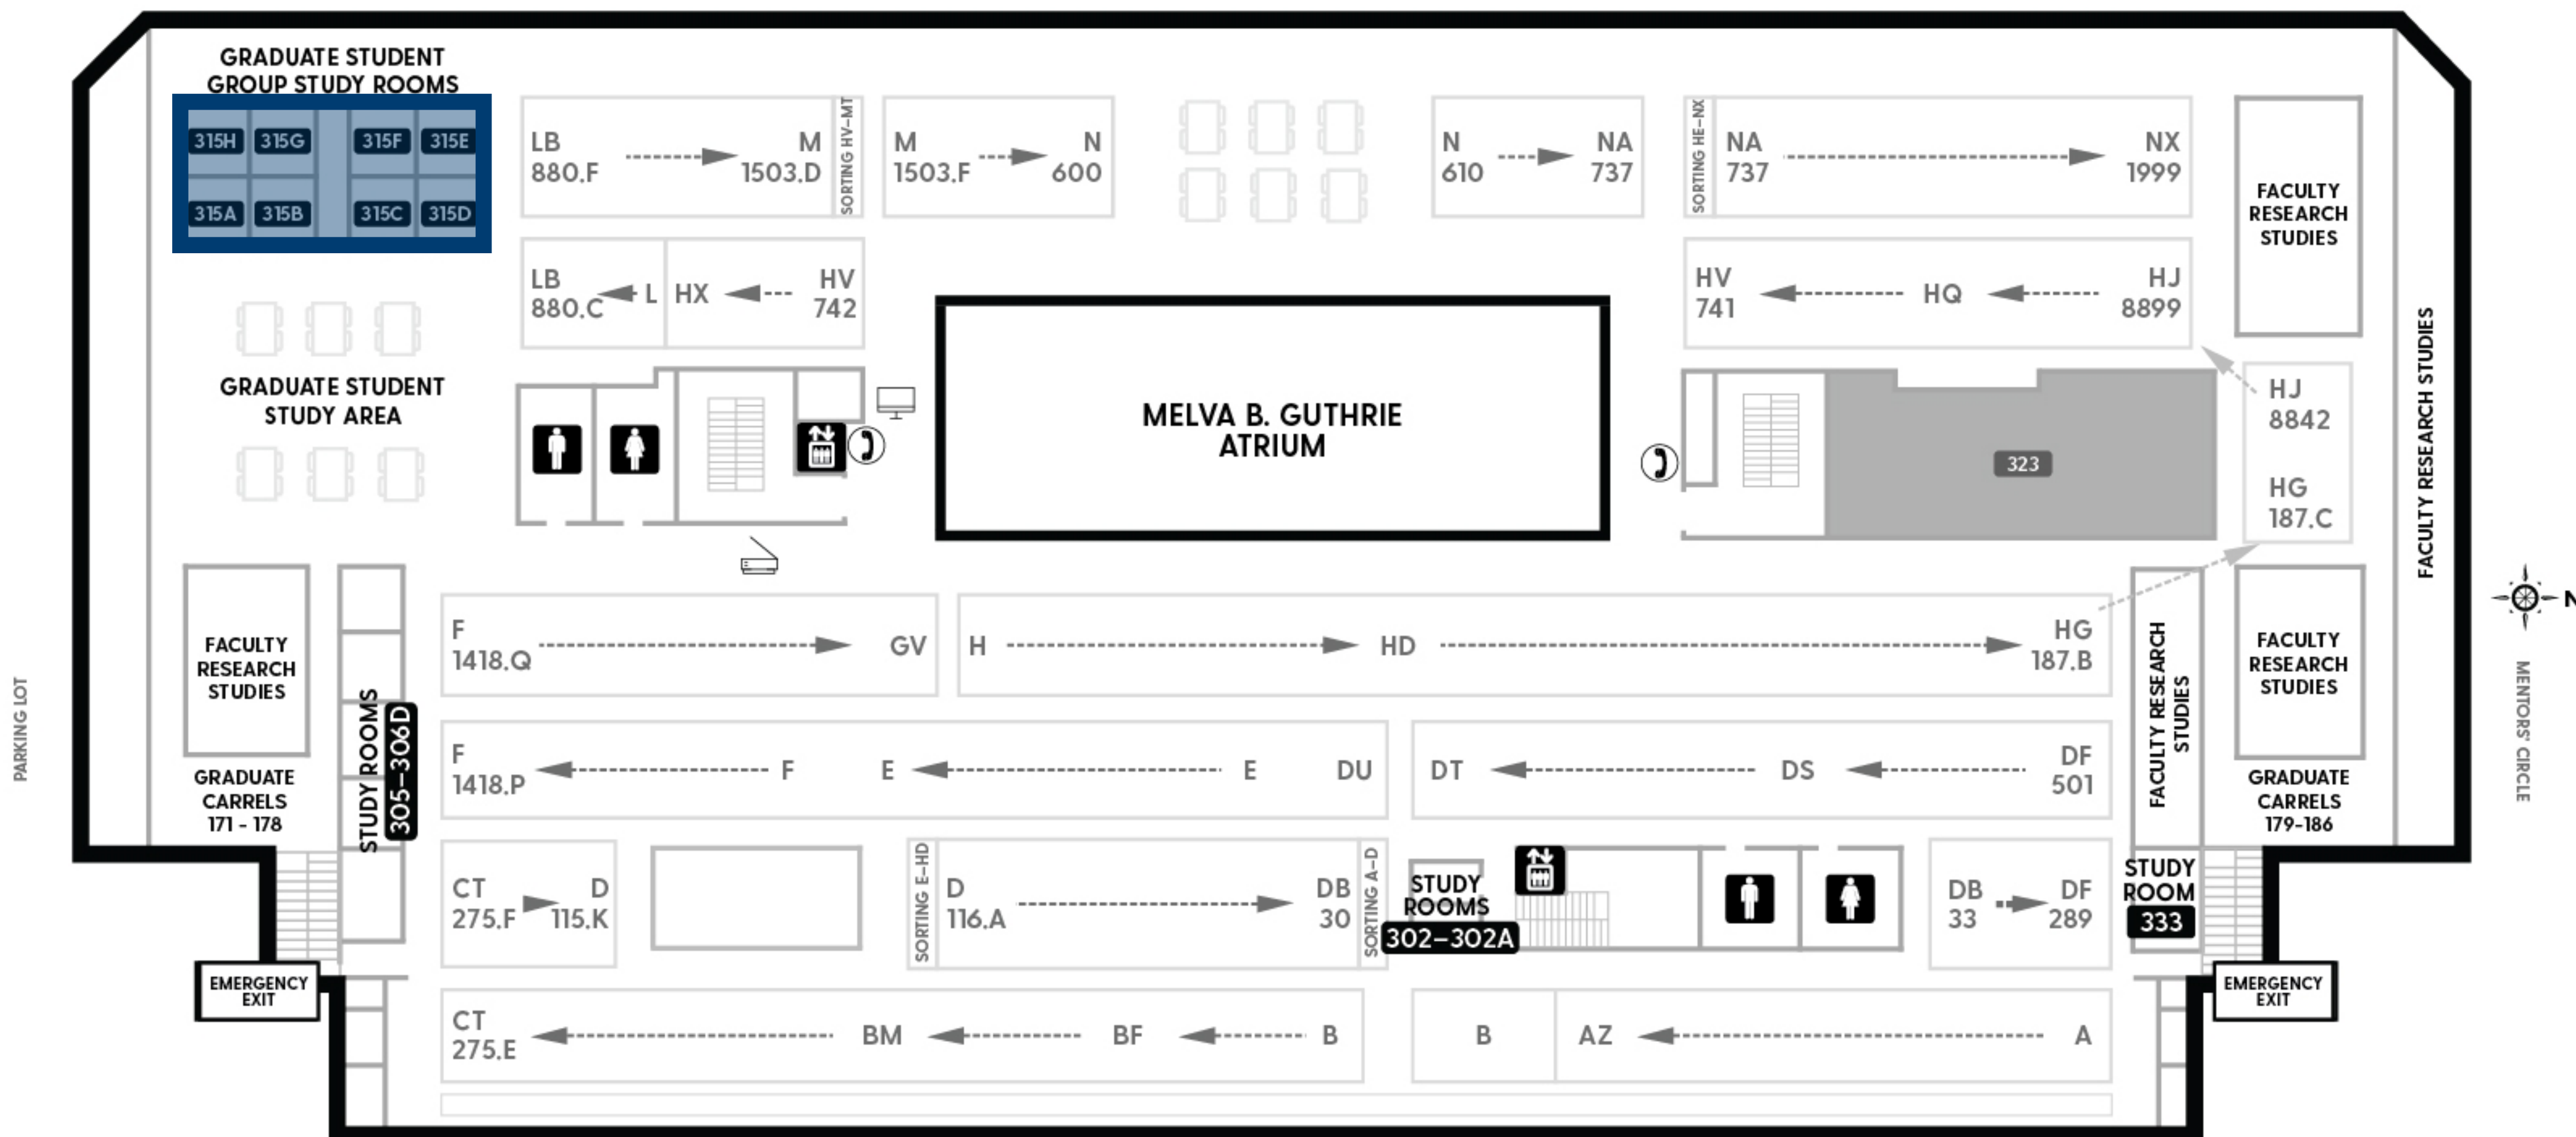 GRADUATE STUDENT
GROUP STUDY ROOMS
315H 315G 315F 315E
315A 315B 315C 315D
LB
880.F
M
1503.D
SORTING HV-MT
M
1503.F
N
600
N
610
NA
737
SORTING HE-NX
NA
737
NX
1999
FACULTY
RESEARCH
STUDIES
LB
880.C
L
HX
HV
742
HV
741
HQ
HJ
8899
GRADUATE STUDENT
STUDY AREA
MELVA B. GUTHRIE
ATRIUM
323
HJ
8842
HG
187.C
FACULTY RESEARCH STUDIES
N
MENTORS' CIRCLE
PARKING LOT
FACULTY
RESEARCH
STUDIES
GRADUATE
CARRELS
171 - 178
STUDY ROOMS
305-306D
F
1418.Q
GV
H
HD
HG
187.B
FACULTY RESEARCH
STUDIES
FACULTY
RESEARCH
STUDIES
GRADUATE
CARRELS
179-186
F
1418.P
F
E
E
DU
DT
DS
DF
501
CT
275.F
D
115.K
SORTING E-HD
D
116.A
DB
30
SORTING A-D
STUDY
ROOMS
302-302A
DB
33
DF
289
STUDY
ROOM
333
EMERGENCY
EXIT
EMERGENCY
EXIT
CT
275.E
BM
BF
B
B
AZ
A